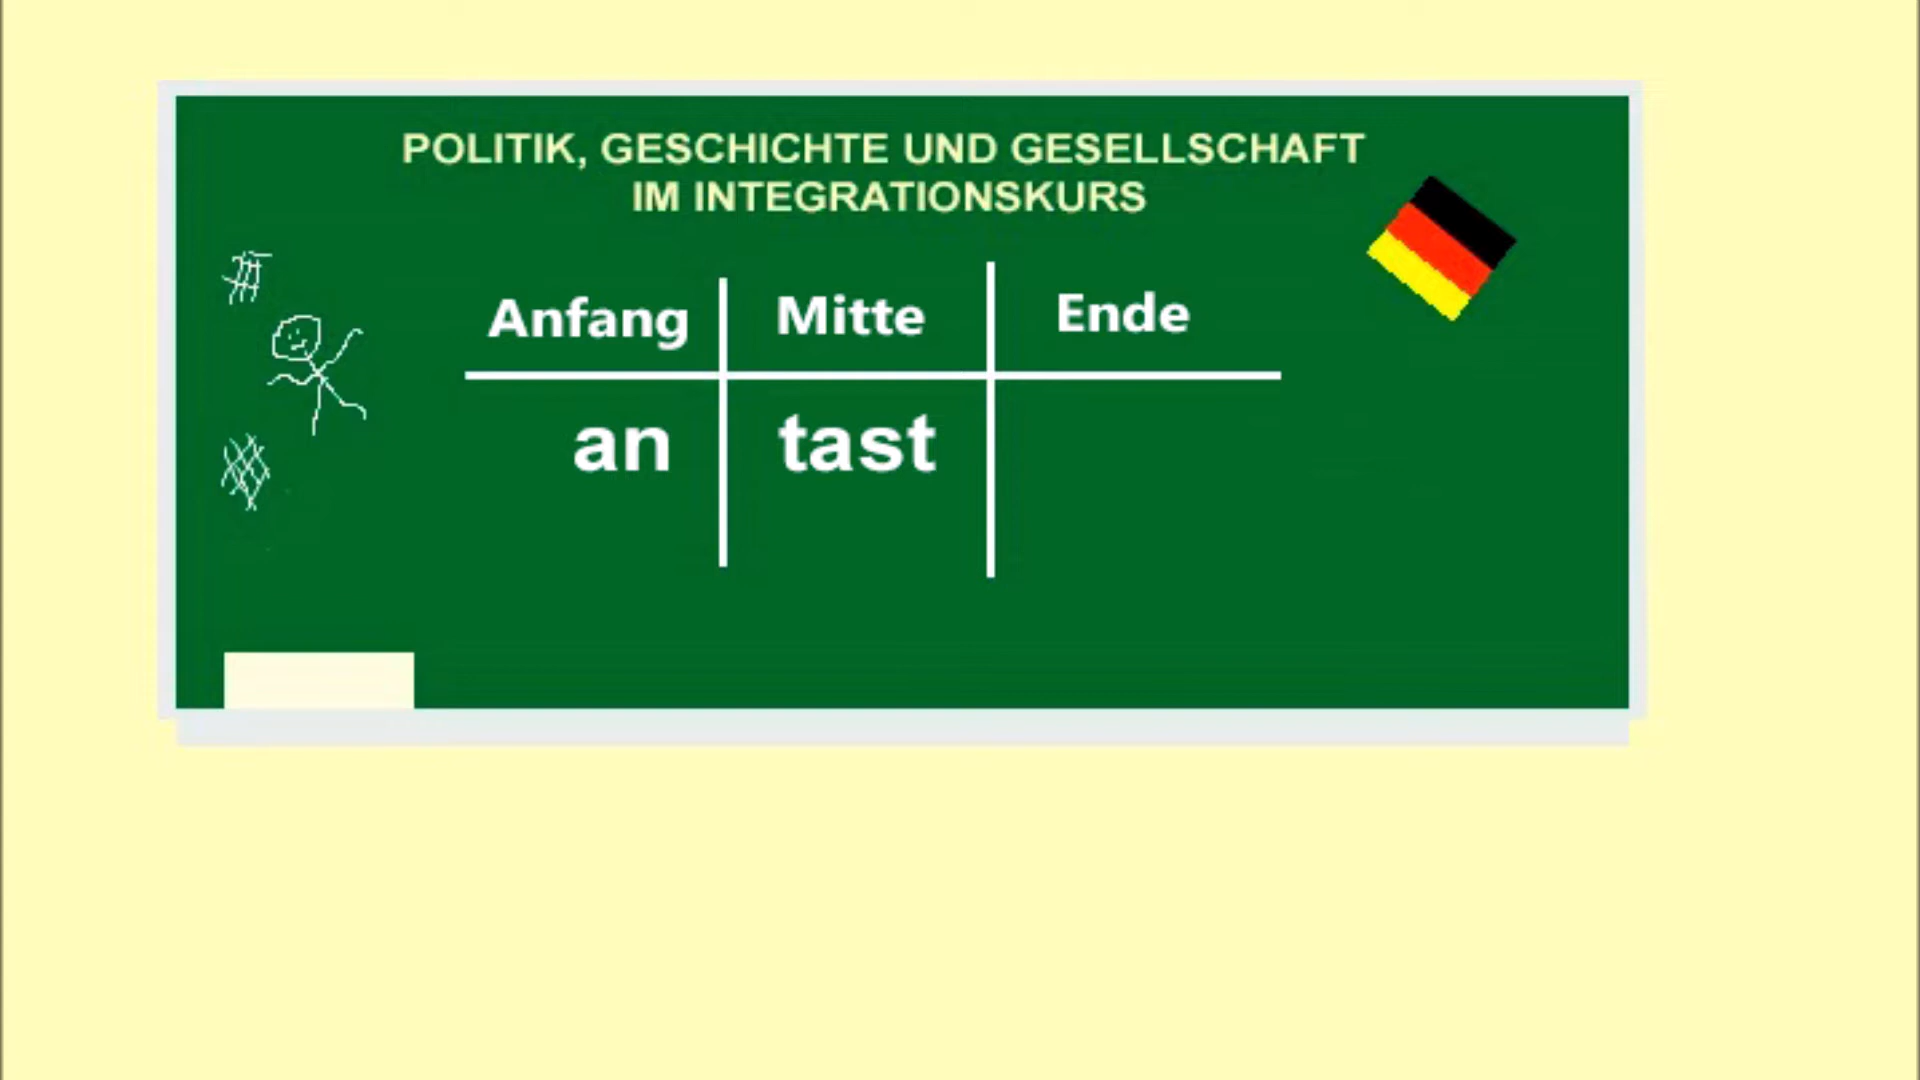 POLITIK, GESCHICHTE UND GESELLSCHAFT
IM INTEGRATIONSKURS
Anfang Mitte Ende
an tast